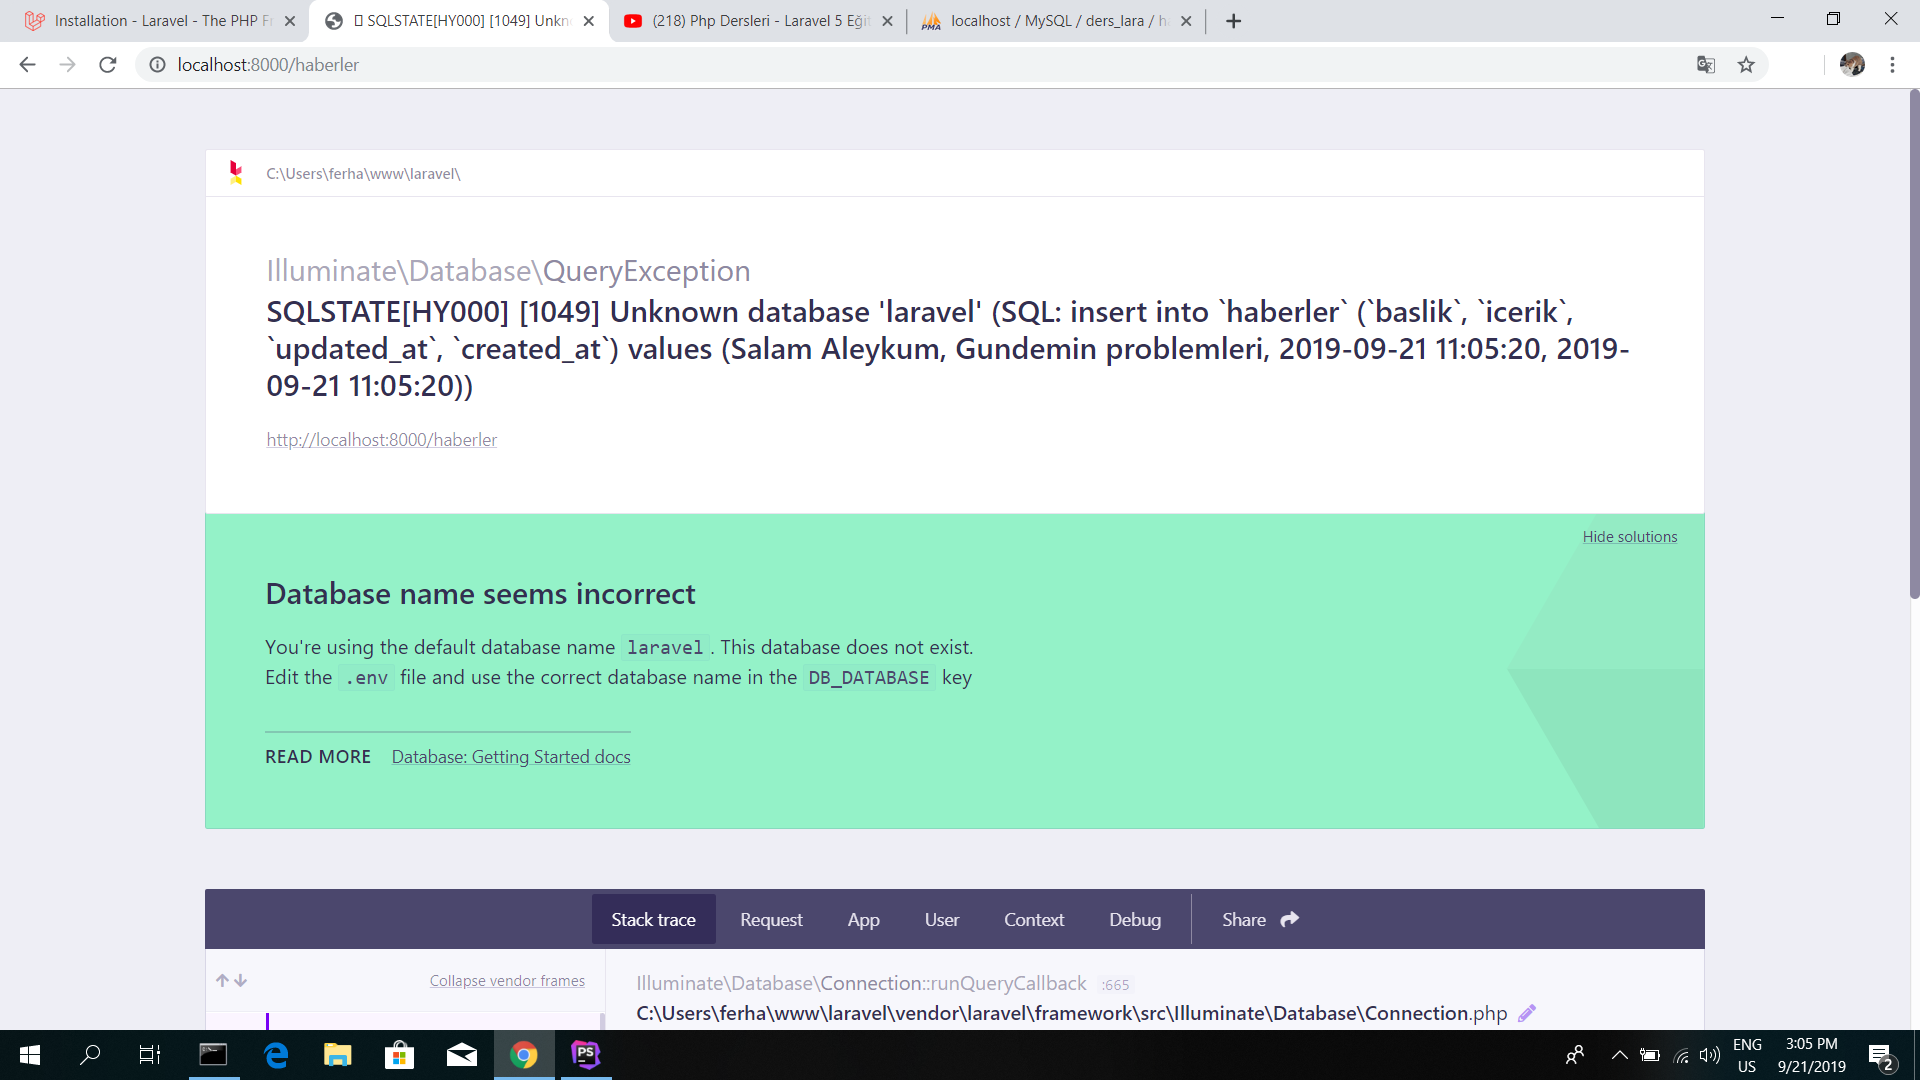 Installation - Laravel - The PHP Fr
SQLSTATE[HY000] [1049] Unkn
(218) Php Dersleri - Laravel 5 Eğit
PMA
localhost / MySQL / ders_lara / ha
localhost:8000/haberler
C:\Users\ferha\www\laravel\
Illuminate\Database\QueryException
SQLSTATE[HY000] [1049] Unknown database 'laravel' (SQL: insert into `haberler` (`baslik`, `icerik`,
`updated_at`, `created_at`) values (Salam Aleykum, Gundemin problemleri, 2019-09-21 11:05:20, 2019-
09-21 11:05:20))
http://localhost:8000/haberler
Hide solutions
Database name seems incorrect
You're using the default database name laravel. This database does not exist.
Edit the .env file and use the correct database name in the DB_DATABASE key
READ MORE Database: Getting Started docs
Stack trace Request App User Context Debug Share
Collapse vendor frames
Illuminate\Database\Connection::runQueryCallback :665
C:\Users\ferha\www\laravel\vendor\laravel\framework\src\Illuminate\Database\Connection.php
PS
ENG
US
3:05 PM
9/21/2019
2